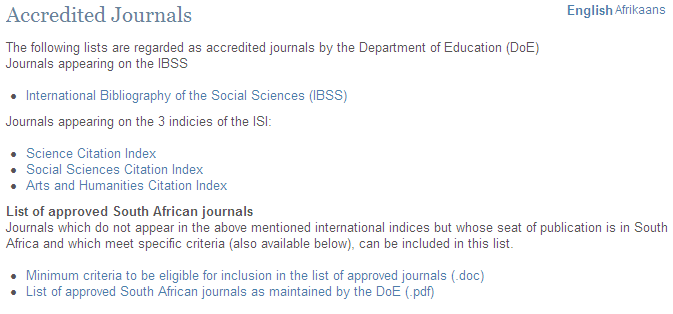 Accredited Journals
English Afrikaans
The following lists are regarded as accredited journals by the Department of Education (DoE)
Journals appearing on the IBSS
International Bibliography of the Social Sciences (IBSS)
Journals appearing on the 3 indicies of the ISI:
Science Citation Index
Social Sciences Citation Index
Arts and Humanities Citation Index
List of approved South African journals
Journals which do not appear in the above mentioned international indices but whose seat of publication is in South
Africa and which meet specific criteria (also available below), can be included in this list.
Minimum criteria to be eligible for inclusion in the list of approved journals (.doc)
List of approved South African journals as maintained by the DoE (.pdf)